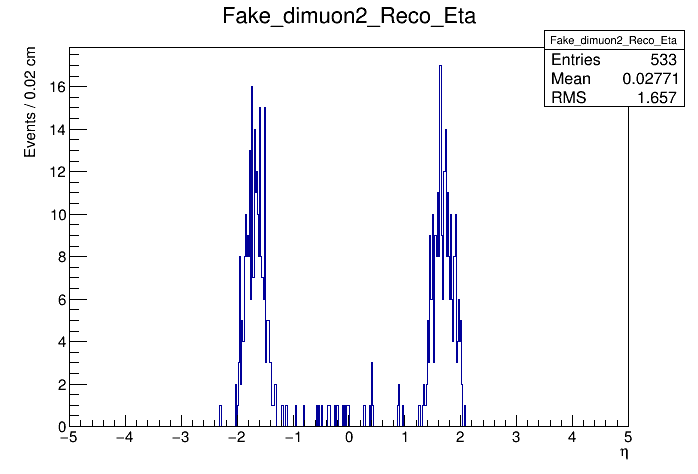 Fake_dimuon2_Reco_Eta
Fake_dimuon2_Reco_Eta
Entries 533
Mean 0.02771
RMS 1.657
Events / 0.02 cm
16
14
12
10
8
6
4
2
0
−5 −4 −3 −2 −1 0 1 2 3 4 5
η